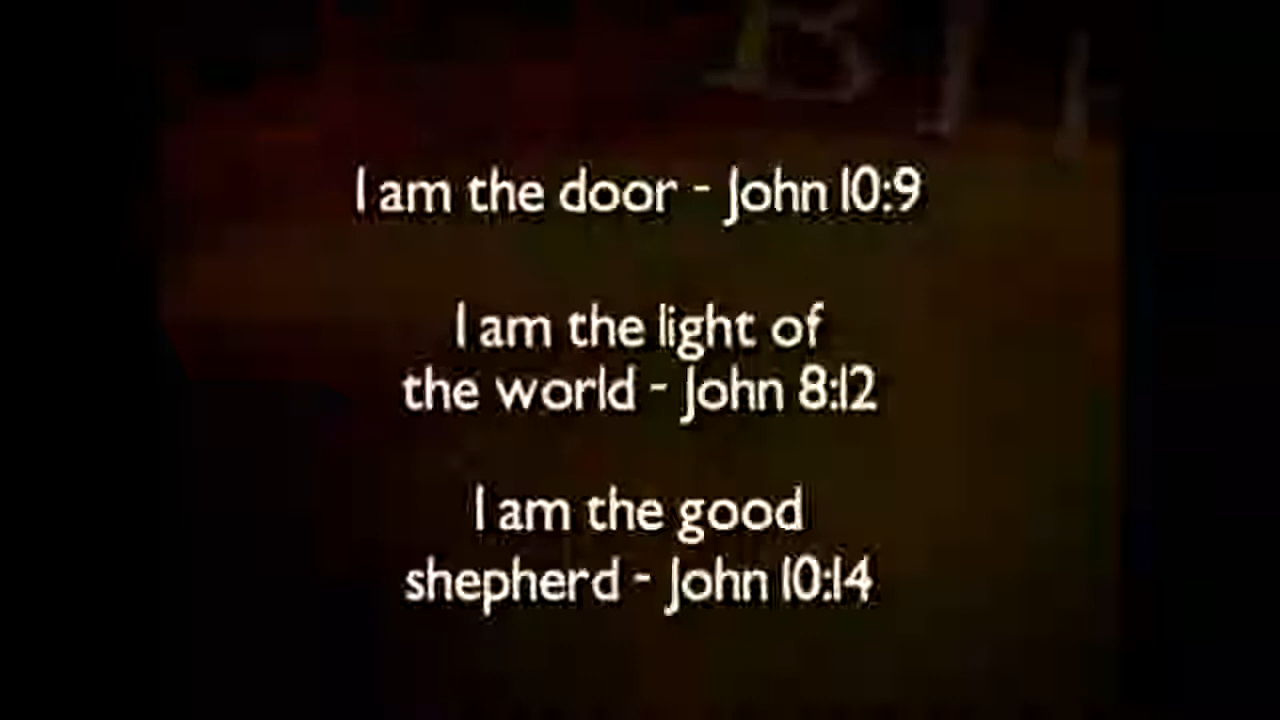 I am the door - John 10:9
I am the light of
the world - John 8:12
I am the good
shepherd - John 10:14